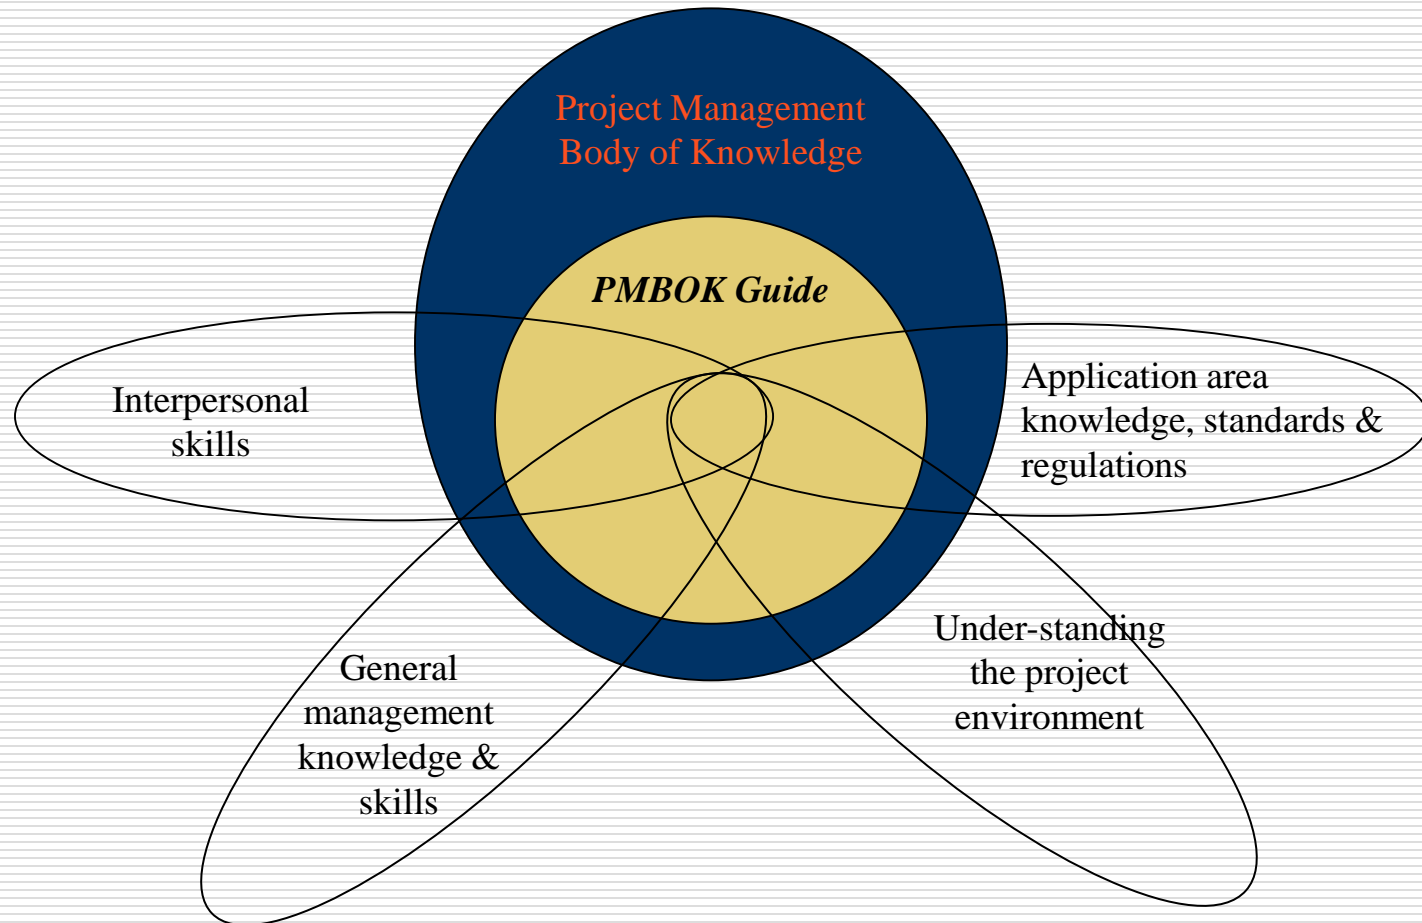 Project Management
Body of Knowledge
PMBOK Guide
Interpersonal
skills
Application area
knowledge, standards &
regulations
General
management
knowledge &
skills
Under-standing
the project
environment